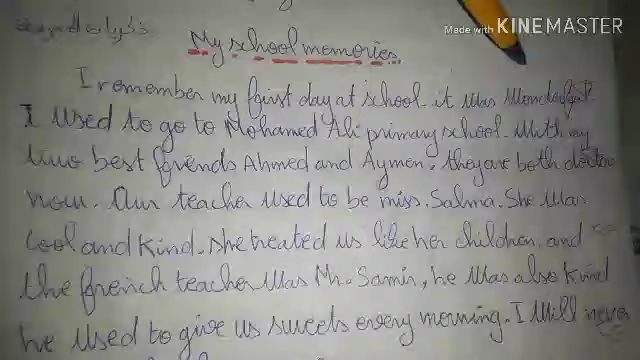 ذكريات المدرسة
Made with KINEMASTER
My school memories
I remember my first day at school. it was
I used to go to Mohamed Ali primary school. With my
two best friends Ahmed and Aymen. they are both doctors
now. Our teacher used to be miss. Salma. She was
cool and kind. she treated us like her children. and
the french teacher was Mr. Samir, he was also kind
he used to give us sweets every morning. I will never